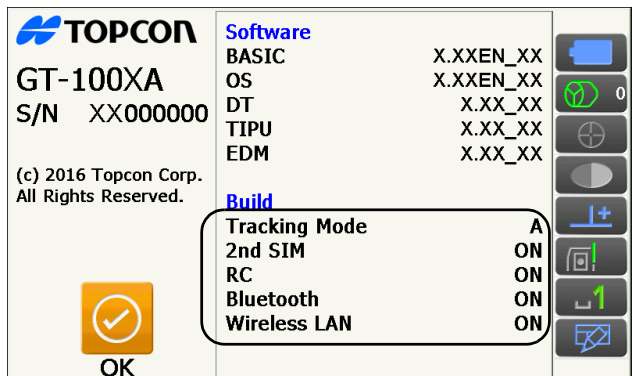 TOPCON
GT-100XA
S/N XX000000
(c) 2016 Topcon Corp.
All Rights Reserved.
OK
Software
BASIC X.XXEN_XX
OS X.XXEN_XX
DT X.XX_XX
TIPU X.XX_XX
EDM X.XX_XX
Build
Tracking Mode A
2nd SIM ON
RC ON
Bluetooth ON
Wireless LAN ON
0
1